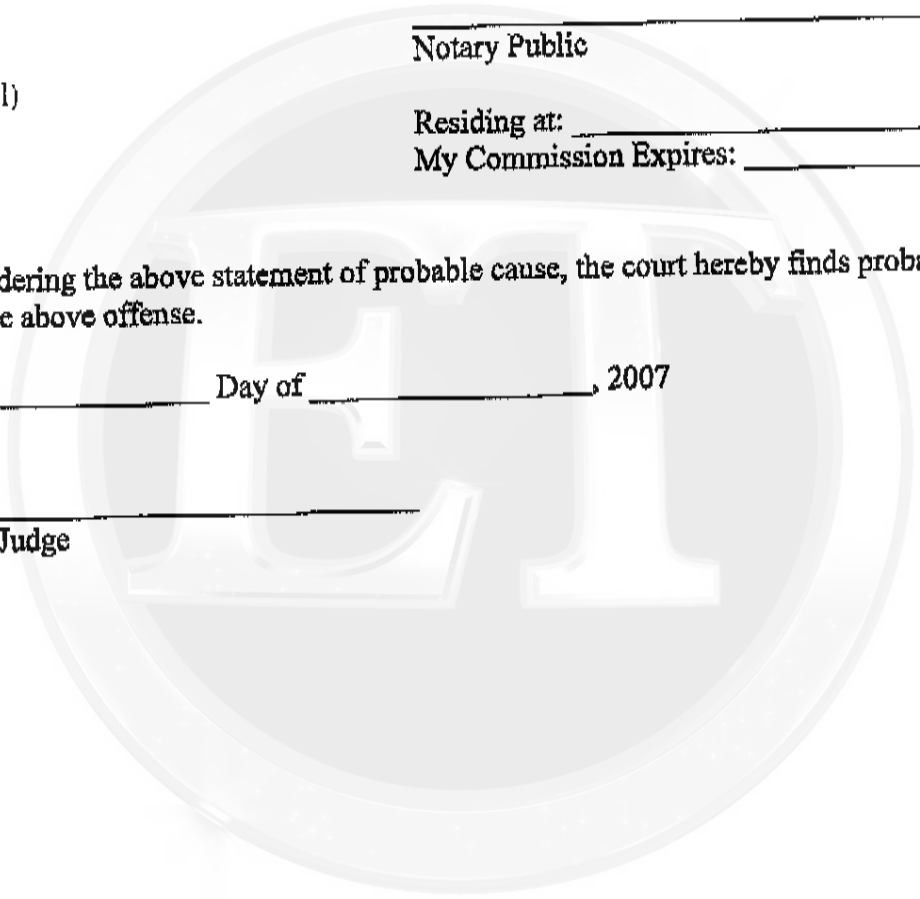 Notary Public
l)
Residing at:
My Commission Expires:
dering the above statement of probable cause, the court hereby finds proba
e above offense.
Day of , 2007
Judge
ET